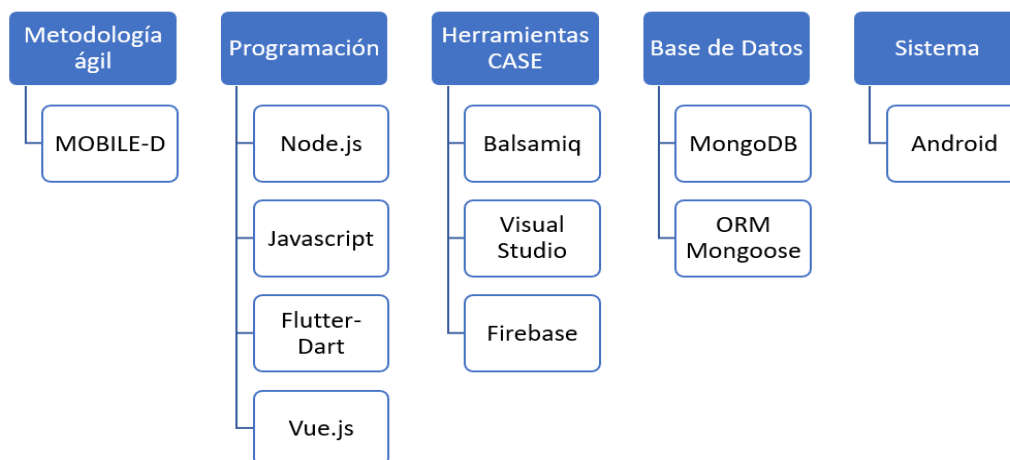 Metodología
ágil
MOBILE-D
Programación
Node.js
Javascript
Flutter-
Dart
Vue.js
Herramientas
CASE
Balsamiq
Visual
Studio
Firebase
Base de Datos
MongoDB
ORM
Mongoose
Sistema
Android